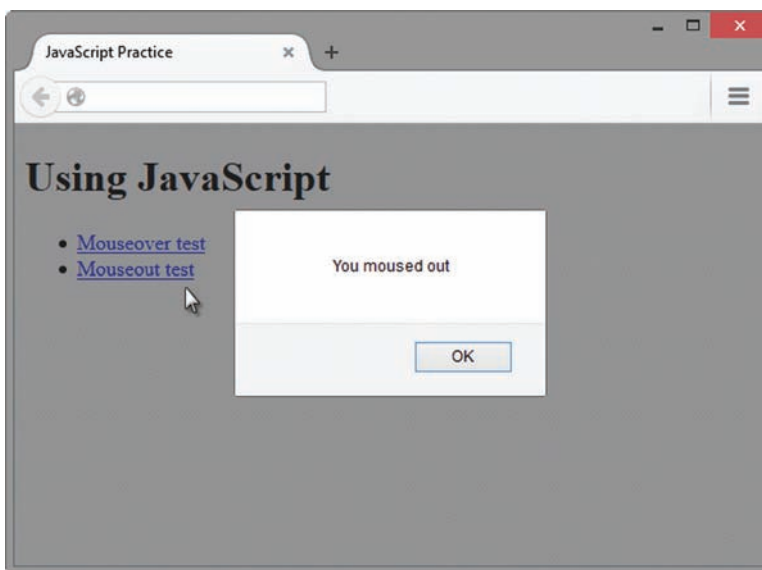 JavaScript Practice
Using JavaScript
Mouseover test
Mouseout test
You moused out
OK